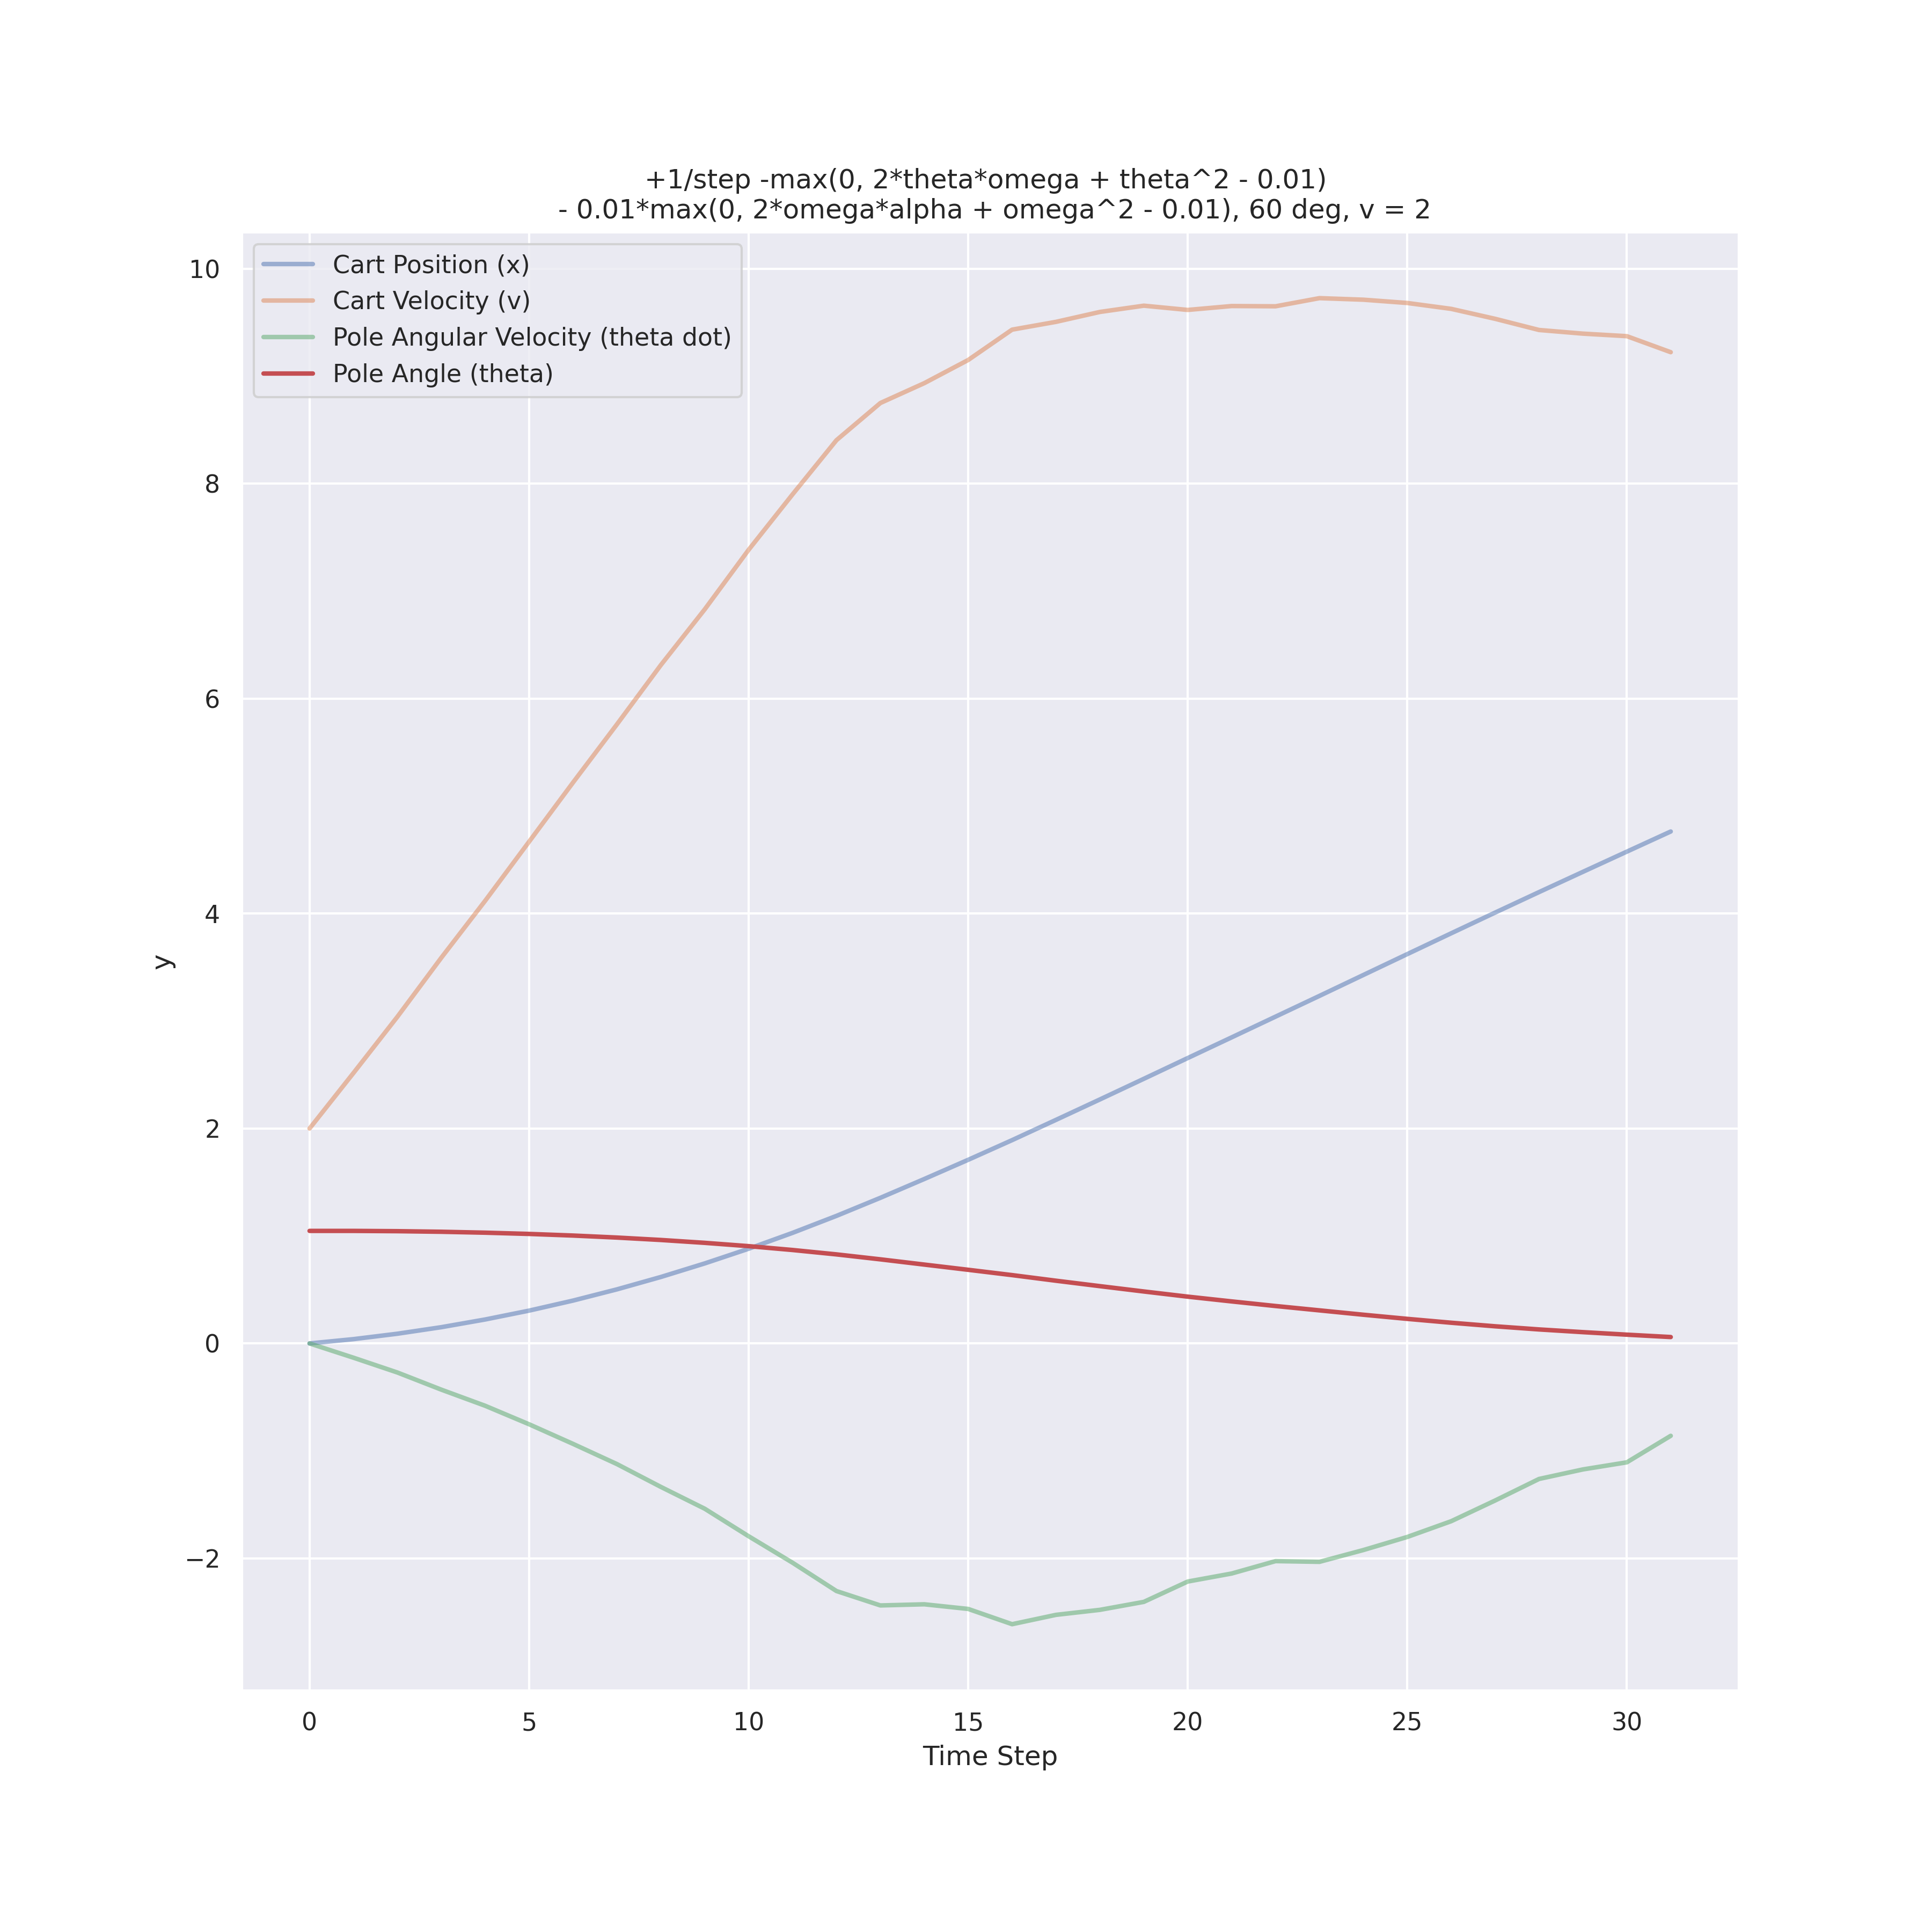 +1/step -max(0, 2*theta*omega + theta^2 - 0.01)
- 0.01*max(0, 2*omega*alpha + omega^2 - 0.01), 60 deg, v = 2
Cart Position (x)
Cart Velocity (v)
Pole Angular Velocity (theta dot)
Pole Angle (theta)
10
8
6
4
2
0
−2
y
0 5 10 15 20 25 30
Time Step